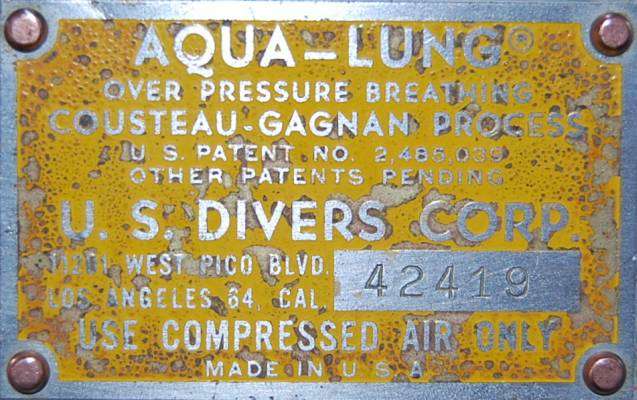 AQUA-LUNG®
OVER PRESSURE BREATHING
COUSTEAU-GAGNAN PROCESS
U.S. PATENT NO. 2,485,039
OTHER PATENTS PENDING
U. S. DIVERS CORP.
11201 WEST PICO BLVD.
LOS ANGELES 64, CAL.
42419
USE COMPRESSED AIR ONLY
MADE IN U S A